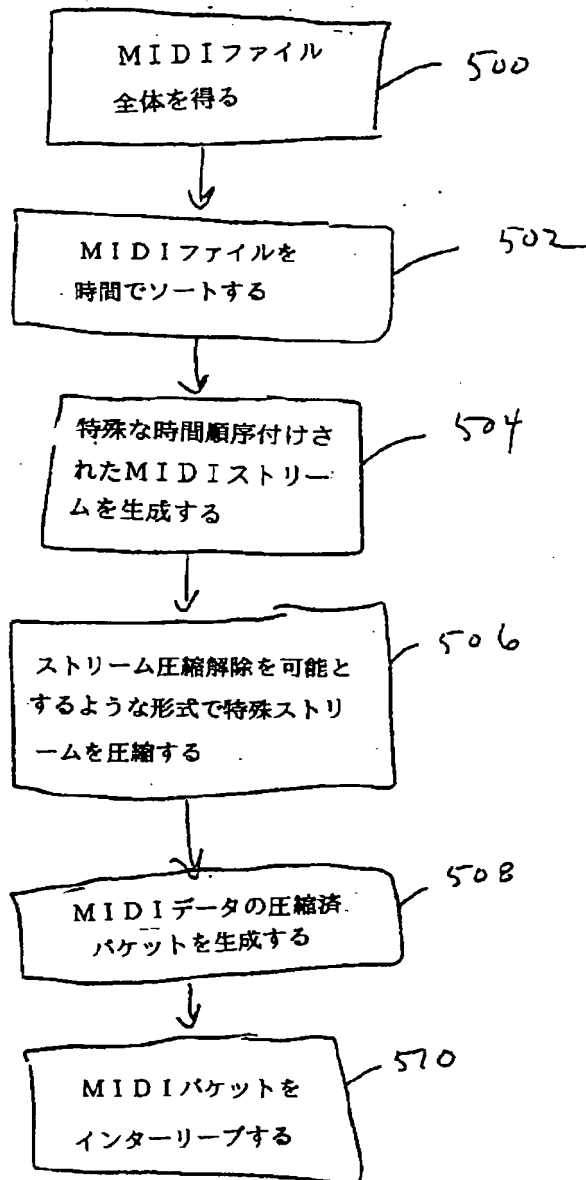 MIDIファイル
全体を得る
500
MIDIファイルを
時間でソートする
502
特殊な時間順序付けさ
れたMIDIストリー
ムを生成する
504
ストリーム圧縮解除を可能と
するような形式で特殊ストリ
ームを圧縮する
506
MIDIデータの圧縮済
パケットを生成する
508
MIDIパケットを
インターリーブする
510